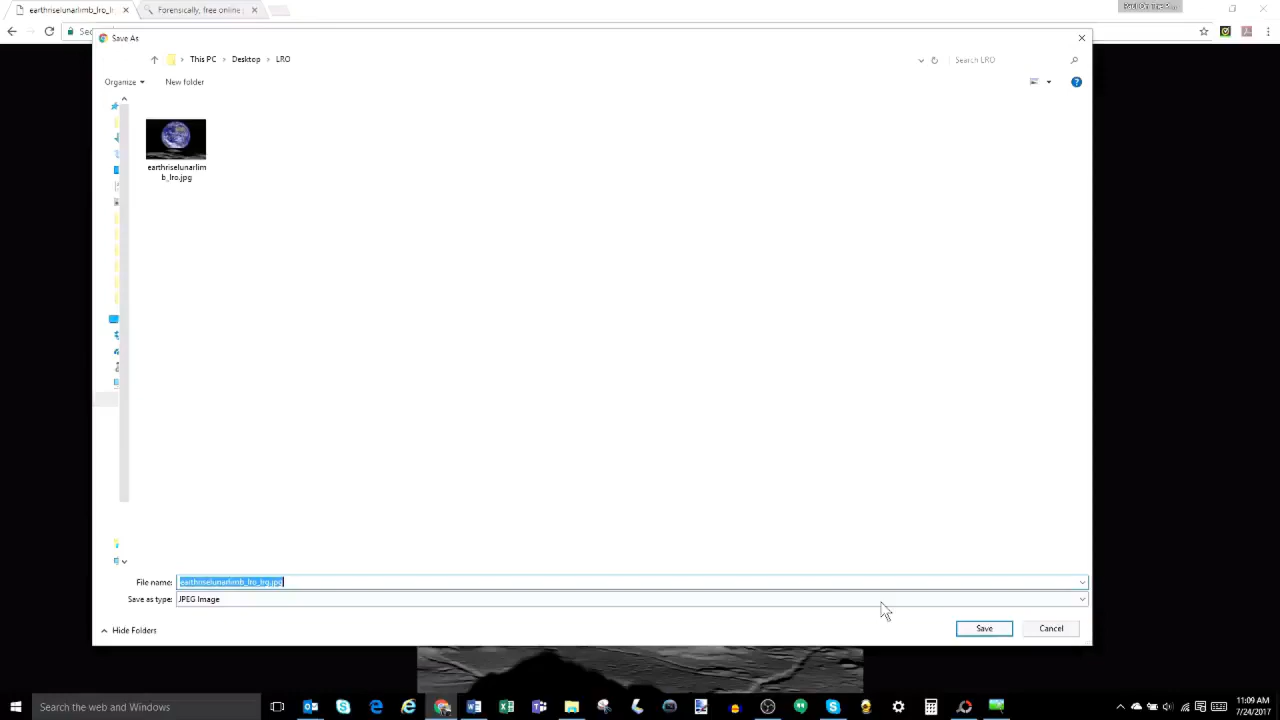 earthriselunarlimb_lro_lr
Forensically, free online
Save As
This PC
Desktop
LRO
Search LRO
Organize
New folder
earthriselunarlim
b_lro.jpg
File name:
earthriselunarlimb_lro_lrg.jpg
Save as type:
JPEG Image
Hide Folders
Save
Cancel
Search the web and Windows
11:09 AM
7/24/2017